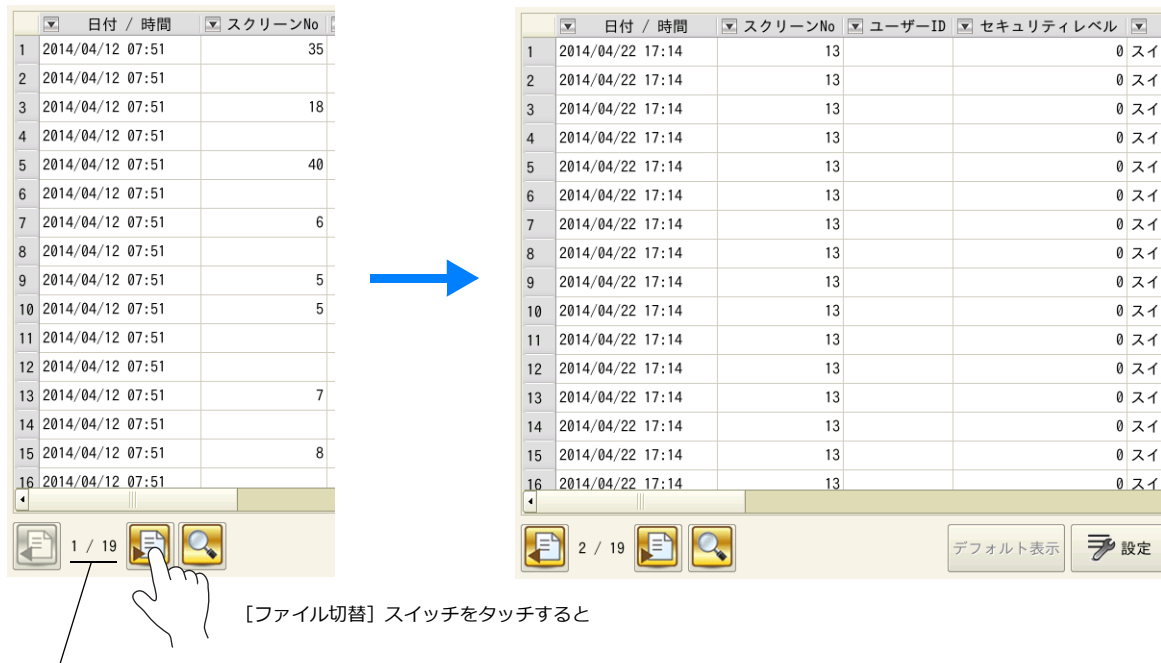 日付 / 時間 スクリーンNo
1 2014/04/12 07:51 35
2 2014/04/12 07:51
3 2014/04/12 07:51 18
4 2014/04/12 07:51
5 2014/04/12 07:51 40
6 2014/04/12 07:51
7 2014/04/12 07:51 6
8 2014/04/12 07:51
9 2014/04/12 07:51 5
10 2014/04/12 07:51 5
11 2014/04/12 07:51
12 2014/04/12 07:51
13 2014/04/12 07:51 7
14 2014/04/12 07:51
15 2014/04/12 07:51 8
16 2014/04/12 07:51
1 / 19
日付 / 時間 スクリーンNo ユーザーID セキュリティレベル
1 2014/04/22 17:14 13 0 スイ
2 2014/04/22 17:14 13 0 スイ
3 2014/04/22 17:14 13 0 スイ
4 2014/04/22 17:14 13 0 スイ
5 2014/04/22 17:14 13 0 スイ
6 2014/04/22 17:14 13 0 スイ
7 2014/04/22 17:14 13 0 スイ
8 2014/04/22 17:14 13 0 スイ
9 2014/04/22 17:14 13 0 スイ
10 2014/04/22 17:14 13 0 スイ
11 2014/04/22 17:14 13 0 スイ
12 2014/04/22 17:14 13 0 スイ
13 2014/04/22 17:14 13 0 スイ
14 2014/04/22 17:14 13 0 スイ
15 2014/04/22 17:14 13 0 スイ
16 2014/04/22 17:14 13 0 スイ
2 / 19 デフォルト表示 設定
［ファイル切替］スイッチをタッチすると